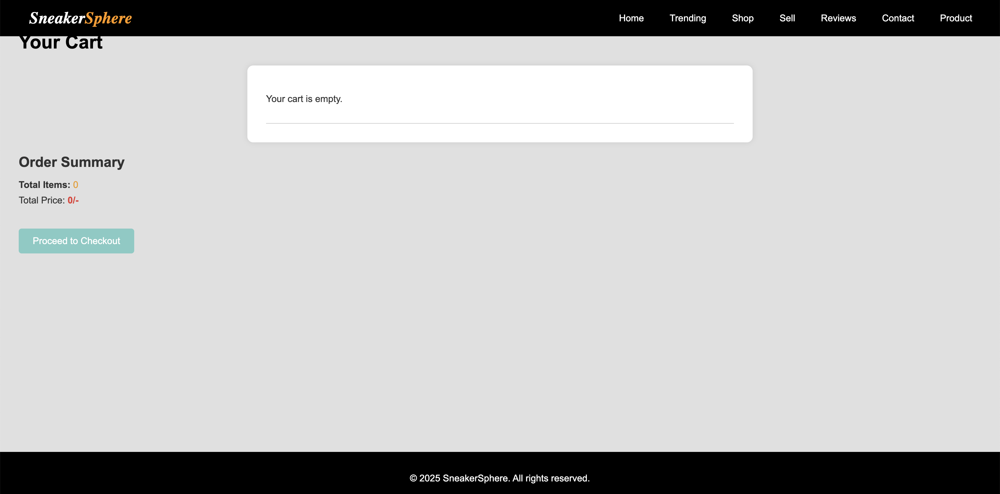 SneakerSphere
Home Trending Shop Sell Reviews Contact Product
Your Cart
Your cart is empty.
Order Summary
Total Items: 0
Total Price: 0/-
Proceed to Checkout
© 2025 SneakerSphere. All rights reserved.